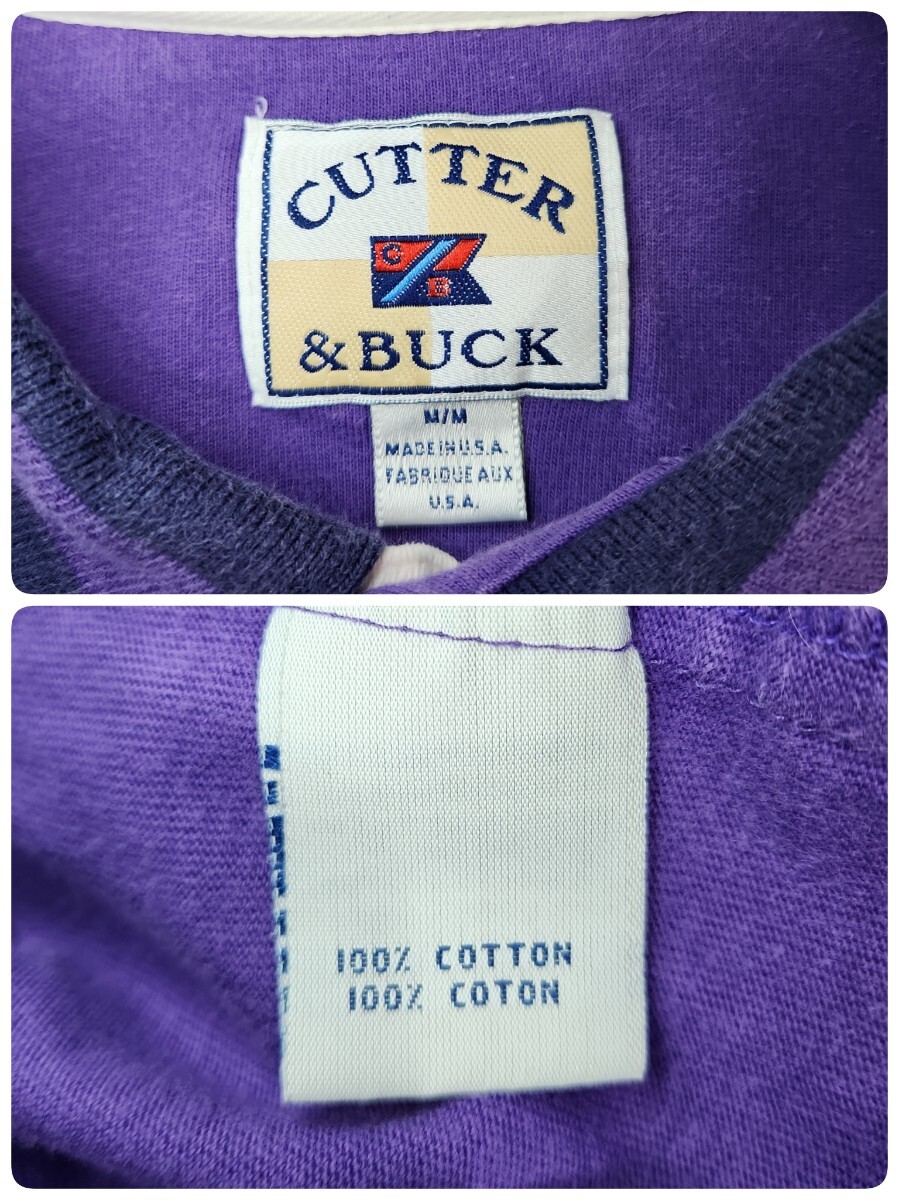 CUTTER
C
B
& BUCK
M/M
MADE IN U.S.A.
FABRIQUE AUX
U.S.A.
100% COTTON
100% COTON